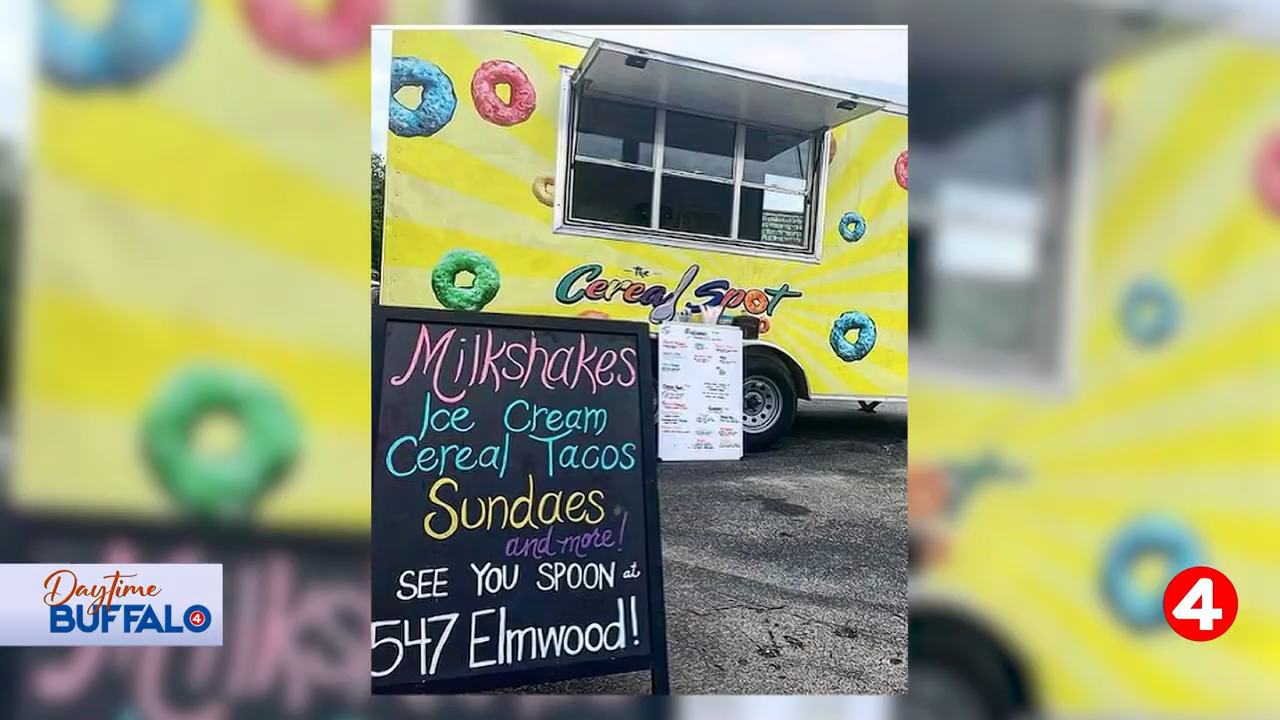 the
Cereal Spot
Milkshakes
Ice Cream
Cereal Tacos
Sundaes
and more!
SEE YOU SPOON at
547 Elmwood!
Daytime
BUFFALO 4
4